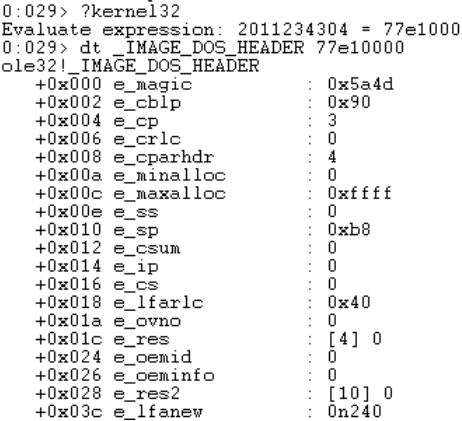 0:029> ?kernel32
Evaluate expression: 2011234304 = 77e1000
0:029> dt _IMAGE_DOS_HEADER 77e10000
ole32!_IMAGE_DOS_HEADER
   +0x000 e_magic          : 0x5a4d
   +0x002 e_cblp           : 0x90
   +0x004 e_cp             : 3
   +0x006 e_crlc           : 0
   +0x008 e_cparhdr        : 4
   +0x00a e_minalloc       : 0
   +0x00c e_maxalloc       : 0xffff
   +0x00e e_ss             : 0
   +0x010 e_sp             : 0xb8
   +0x012 e_csum           : 0
   +0x014 e_ip             : 0
   +0x016 e_cs             : 0
   +0x018 e_lfarlc         : 0x40
   +0x01a e_ovno           : 0
   +0x01c e_res            : [4] 0
   +0x024 e_oemid          : 0
   +0x026 e_oeminfo        : 0
   +0x028 e_res2           : [10] 0
   +0x03c e_lfanew         : 0n240